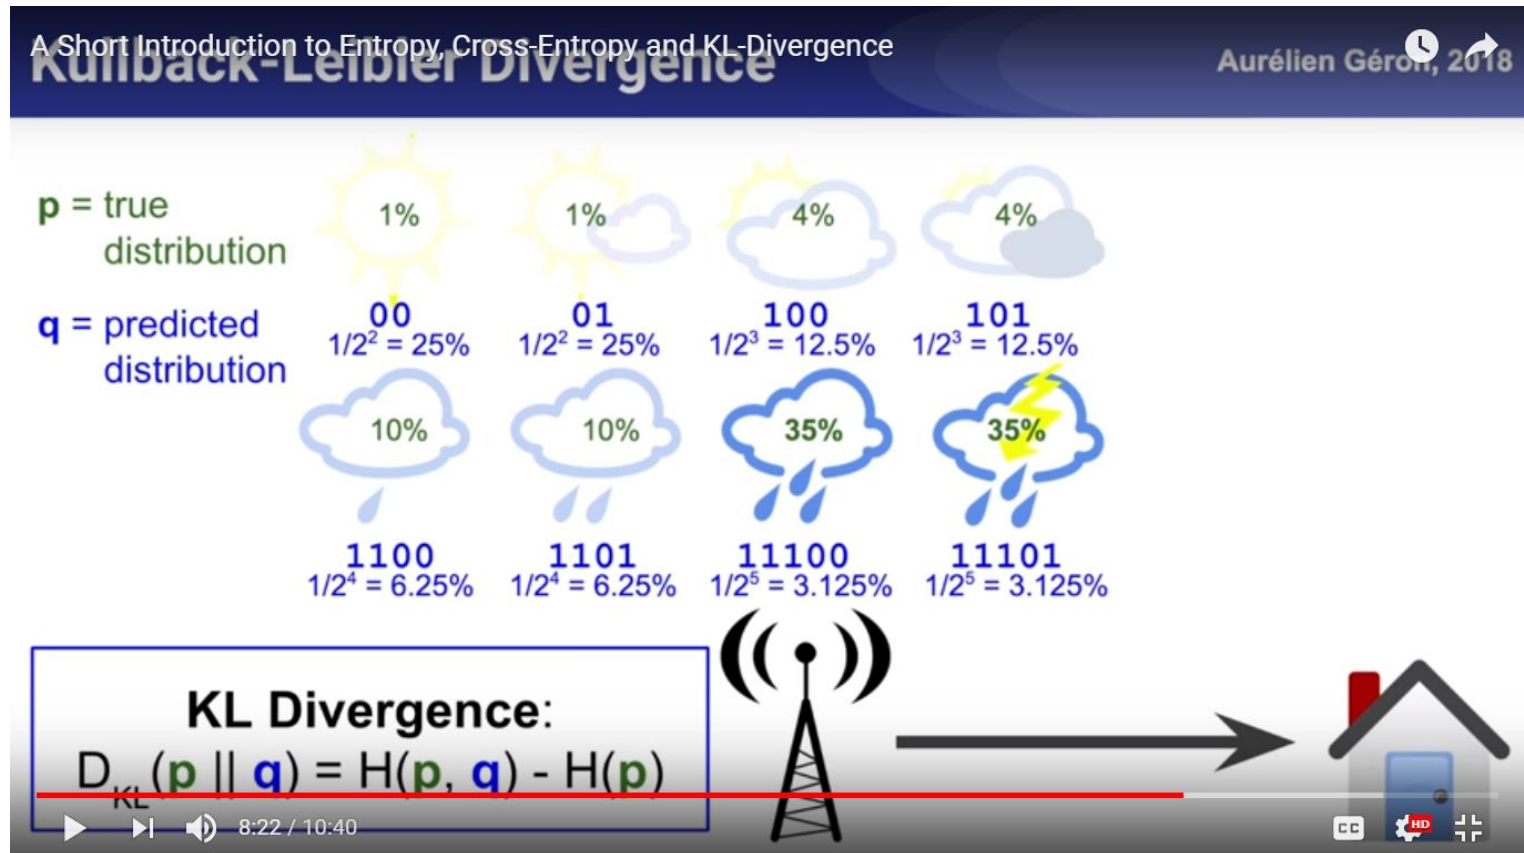 A Short Introduction to Entropy, Cross-Entropy and KL-Divergence
Kullback-Leibler Divergence
Aurélien Géron, 2018
p = true
distribution
1%
1%
4%
4%
q = predicted
distribution
00
01
100
101
1/2² = 25%
1/2² = 25%
1/2³ = 12.5%
1/2³ = 12.5%
10%
10%
35%
35%
1100
1101
11100
11101
1/2⁴ = 6.25%
1/2⁴ = 6.25%
1/2⁵ = 3.125%
1/2⁵ = 3.125%
KL Divergence:
D_KL (p || q) = H(p, q) - H(p)
8:22 / 10:40
CC
HD